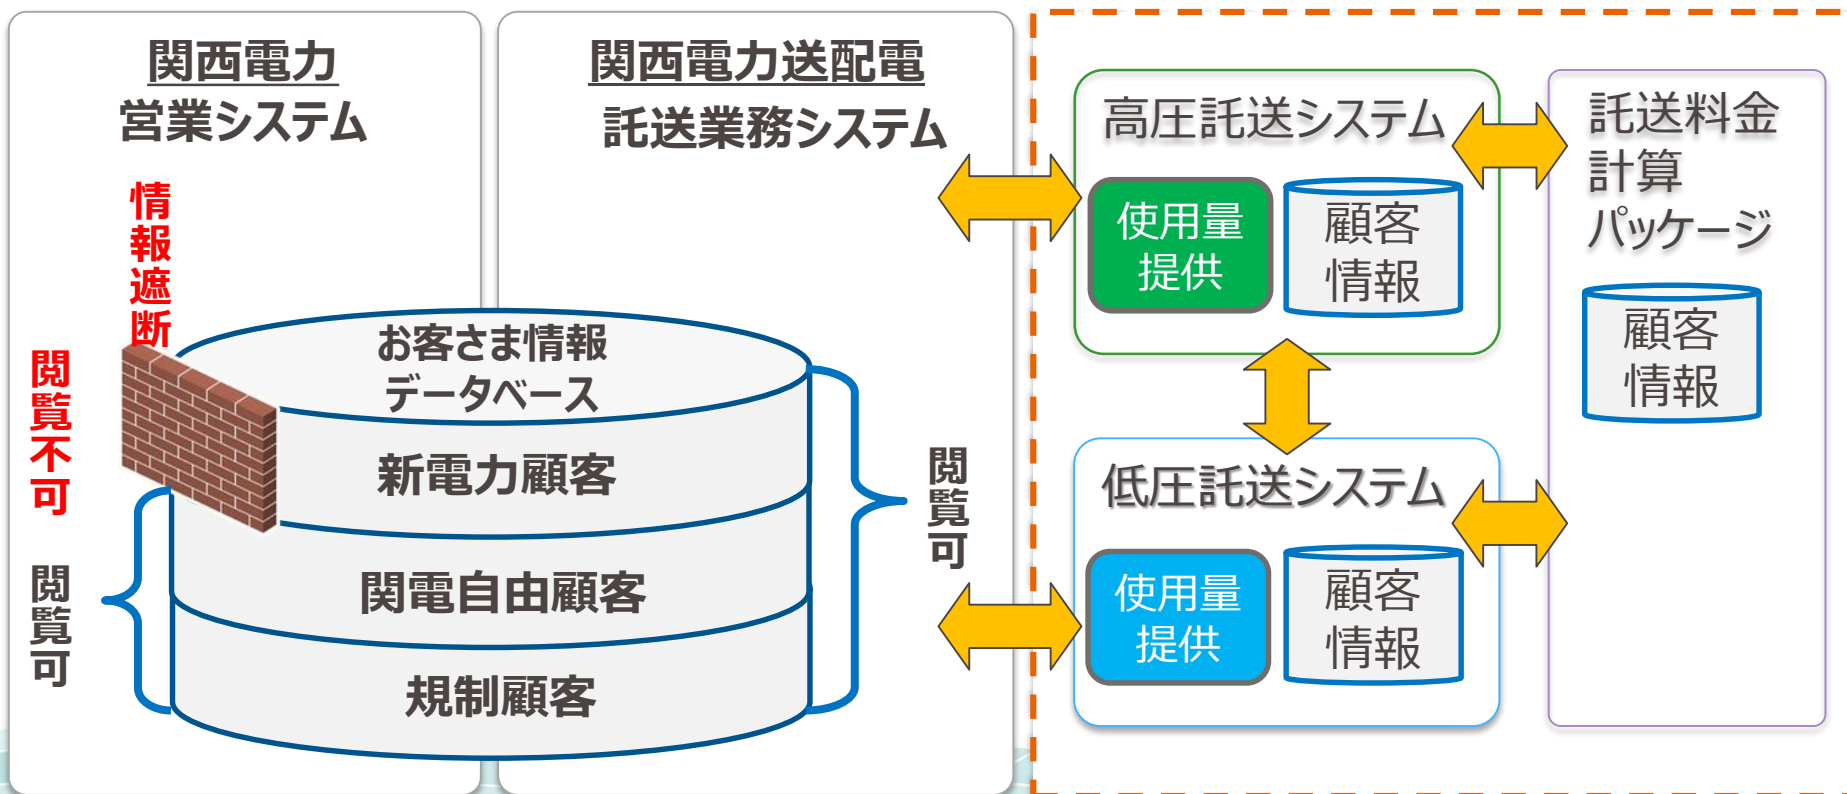 関西電力
営業システム
情報遮断
閲覧不可
閲覧可
関西電力送配電
託送業務システム
お客さま情報
データベース
新電力顧客
関電自由顧客
規制顧客
閲覧可
高圧託送システム
使用量
提供
顧客
情報
低圧託送システム
使用量
提供
顧客
情報
託送料金
計算
パッケージ
顧客
情報